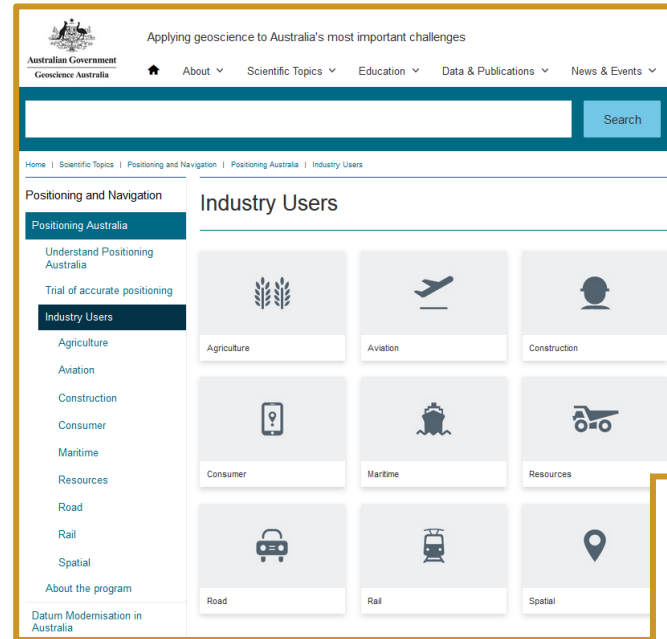 Applying geoscience to Australia's most important challenges
Australian Government
Geoscience Australia
About
Scientific Topics
Education
Data & Publications
News & Events
Search
Home | Scientific Topics | Positioning and Navigation | Positioning Australia | Industry Users
Positioning and Navigation
Positioning Australia
Understand Positioning
Australia
Trial of accurate positioning
Industry Users
Agriculture
Aviation
Construction
Consumer
Maritime
Resources
Road
Rail
Spatial
About the program
Datum Modernisation in
Australia
Industry Users
Agriculture
Aviation
Construction
Consumer
Maritime
Resources
Road
Rail
Spatial